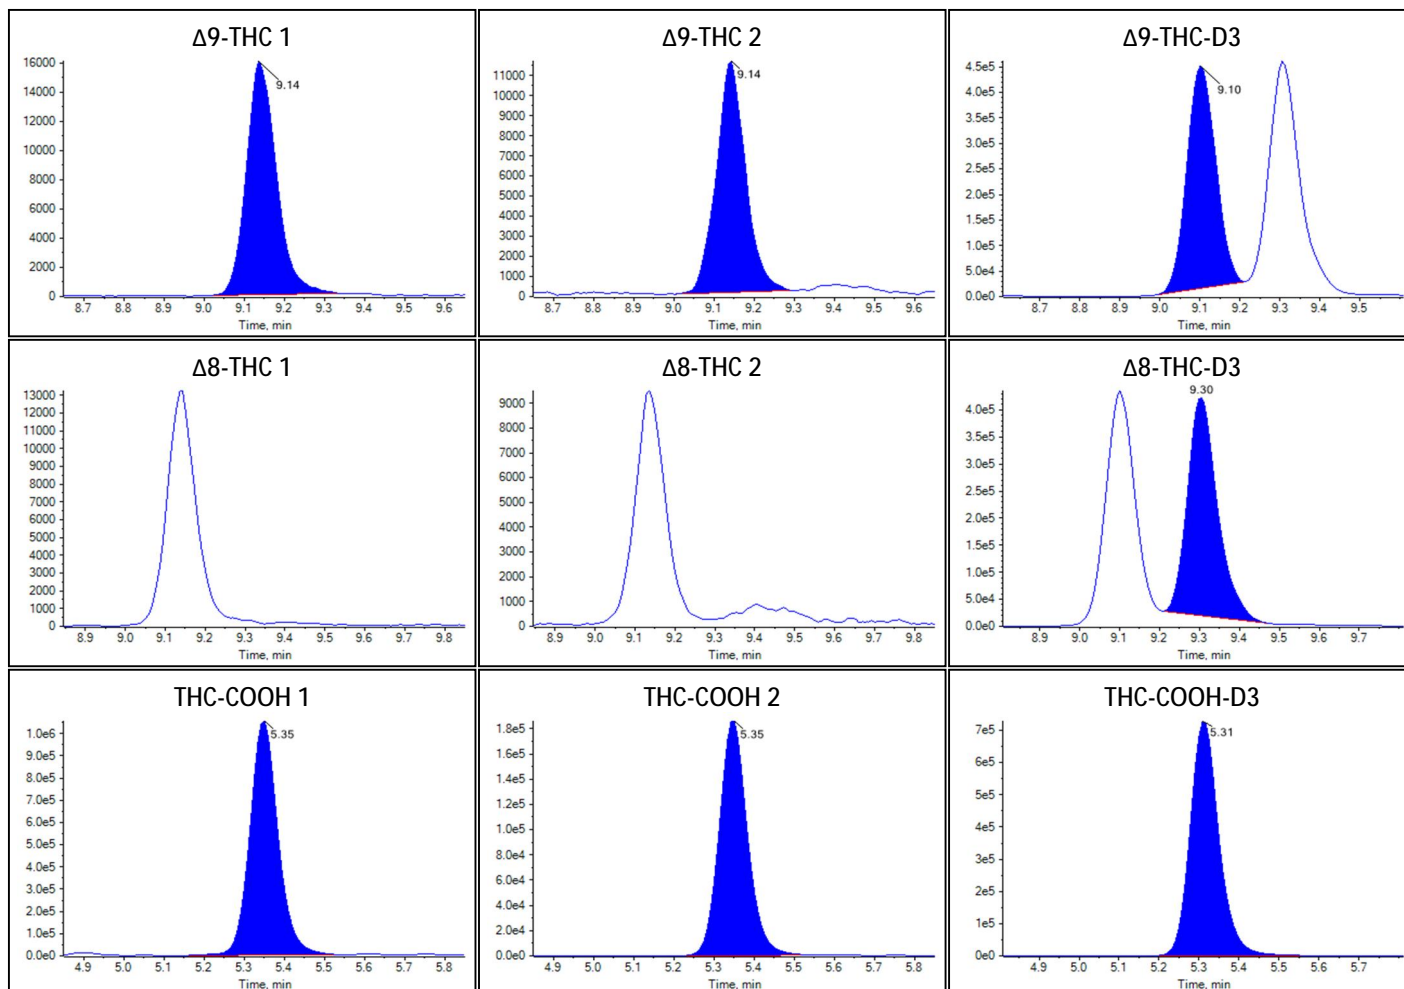 Δ9-THC 1
16000
14000
12000
10000
8000
6000
4000
2000
0
9.14
8.7 8.8 8.9 9.0 9.1 9.2 9.3 9.4 9.5 9.6
Time, min
Δ9-THC 2
11000
10000
9000
8000
7000
6000
5000
4000
3000
2000
1000
0
9.14
8.7 8.8 8.9 9.0 9.1 9.2 9.3 9.4 9.5 9.6
Time, min
Δ9-THC-D3
4.5e5
4.0e5
3.5e5
3.0e5
2.5e5
2.0e5
1.5e5
1.0e5
5.0e4
0.0e0
9.10
8.7 8.8 8.9 9.0 9.1 9.2 9.3 9.4 9.5
Time, min
Δ8-THC 1
13000
12000
11000
10000
9000
8000
7000
6000
5000
4000
3000
2000
1000
0
8.9 9.0 9.1 9.2 9.3 9.4 9.5 9.6 9.7 9.8
Time, min
Δ8-THC 2
9000
8000
7000
6000
5000
4000
3000
2000
1000
0
8.9 9.0 9.1 9.2 9.3 9.4 9.5 9.6 9.7 9.8
Time, min
Δ8-THC-D3
9.30
4.0e5
3.5e5
3.0e5
2.5e5
2.0e5
1.5e5
1.0e5
5.0e4
0.0e0
8.9 9.0 9.1 9.2 9.3 9.4 9.5 9.6 9.7
Time, min
THC-COOH 1
1.0e6
9.0e5
8.0e5
7.0e5
6.0e5
5.0e5
4.0e5
3.0e5
2.0e5
1.0e5
0.0e0
5.35
4.9 5.0 5.1 5.2 5.3 5.4 5.5 5.6 5.7 5.8
Time, min
THC-COOH 2
1.8e5
1.6e5
1.4e5
1.2e5
1.0e5
8.0e4
6.0e4
4.0e4
2.0e4
0.0e0
5.35
4.9 5.0 5.1 5.2 5.3 5.4 5.5 5.6 5.7 5.8
Time, min
THC-COOH-D3
7e5
6e5
5e5
4e5
3e5
2e5
1e5
0e0
5.31
4.9 5.0 5.1 5.2 5.3 5.4 5.5 5.6 5.7
Time, min